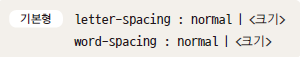 기본형 letter-spacing : normal | <크기>
word-spacing : normal | <크기>